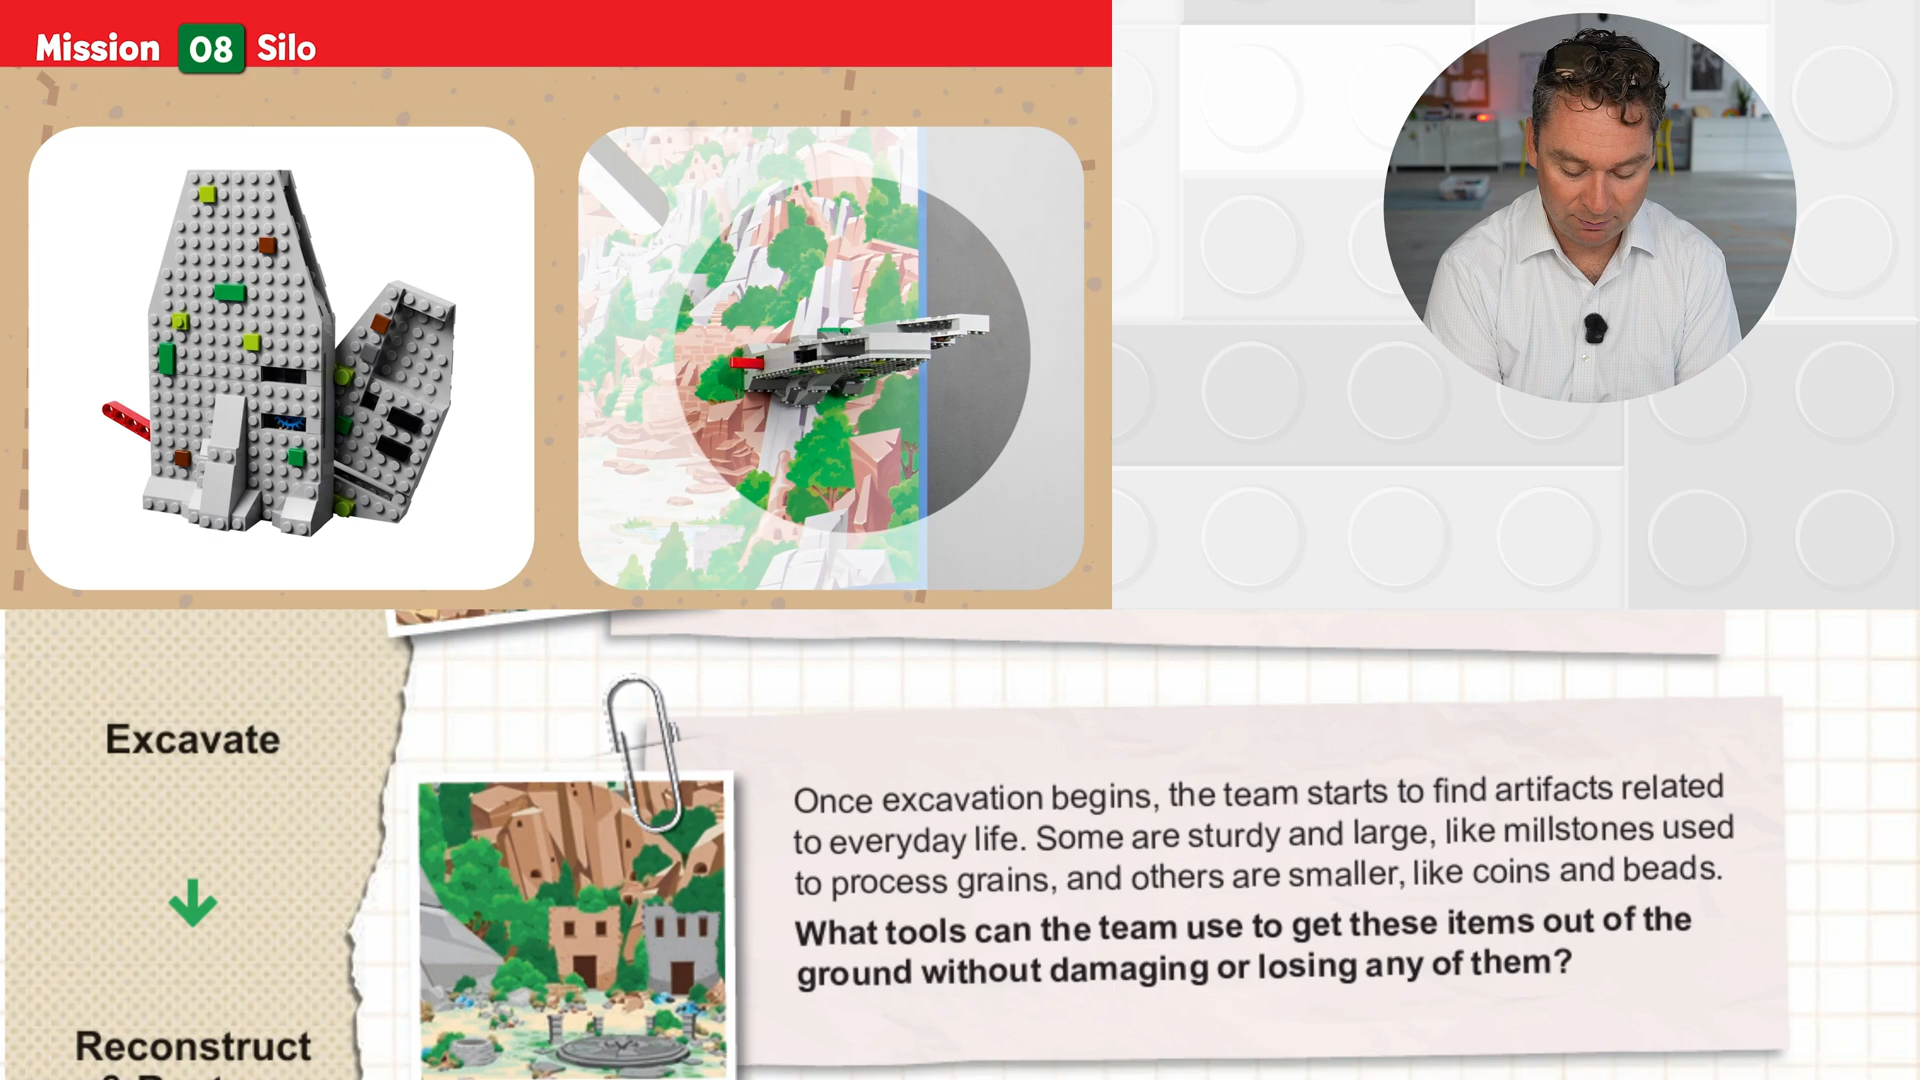 Mission 08 Silo
Excavate
Once excavation begins, the team starts to find artifacts related
to everyday life. Some are sturdy and large, like millstones used
to process grains, and others are smaller, like coins and beads.
What tools can the team use to get these items out of the
ground without damaging or losing any of them?
Reconstruct